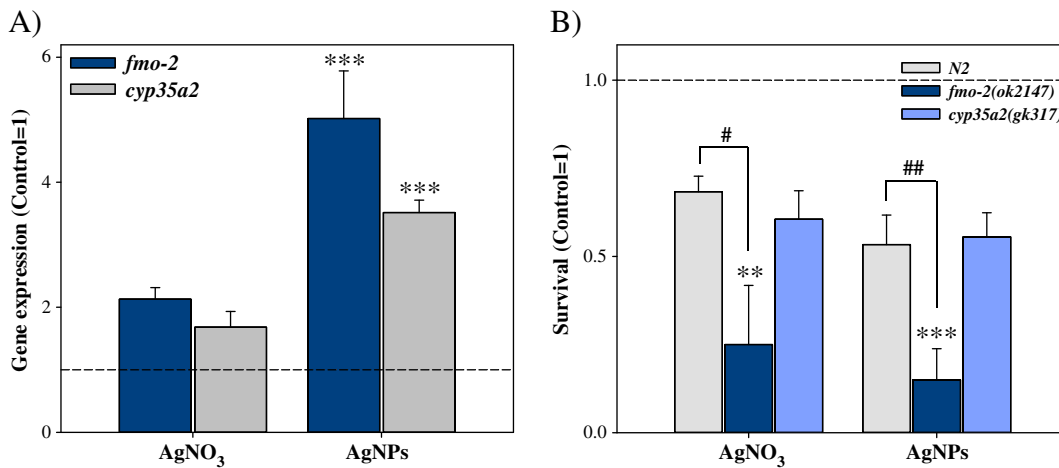 A)
Gene expression (Control=1)
6
4
2
0
fmo-2
cyp35a2
***
***
AgNO3
AgNPs
B)
Survival (Control=1)
1.0
0.5
0.0
N2
fmo-2(ok2147)
cyp35a2(gk317)
#
##
**
***
AgNO3
AgNPs